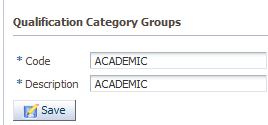 Qualification Category Groups
* Code ACADEMIC
* Description ACADEMIC
Save